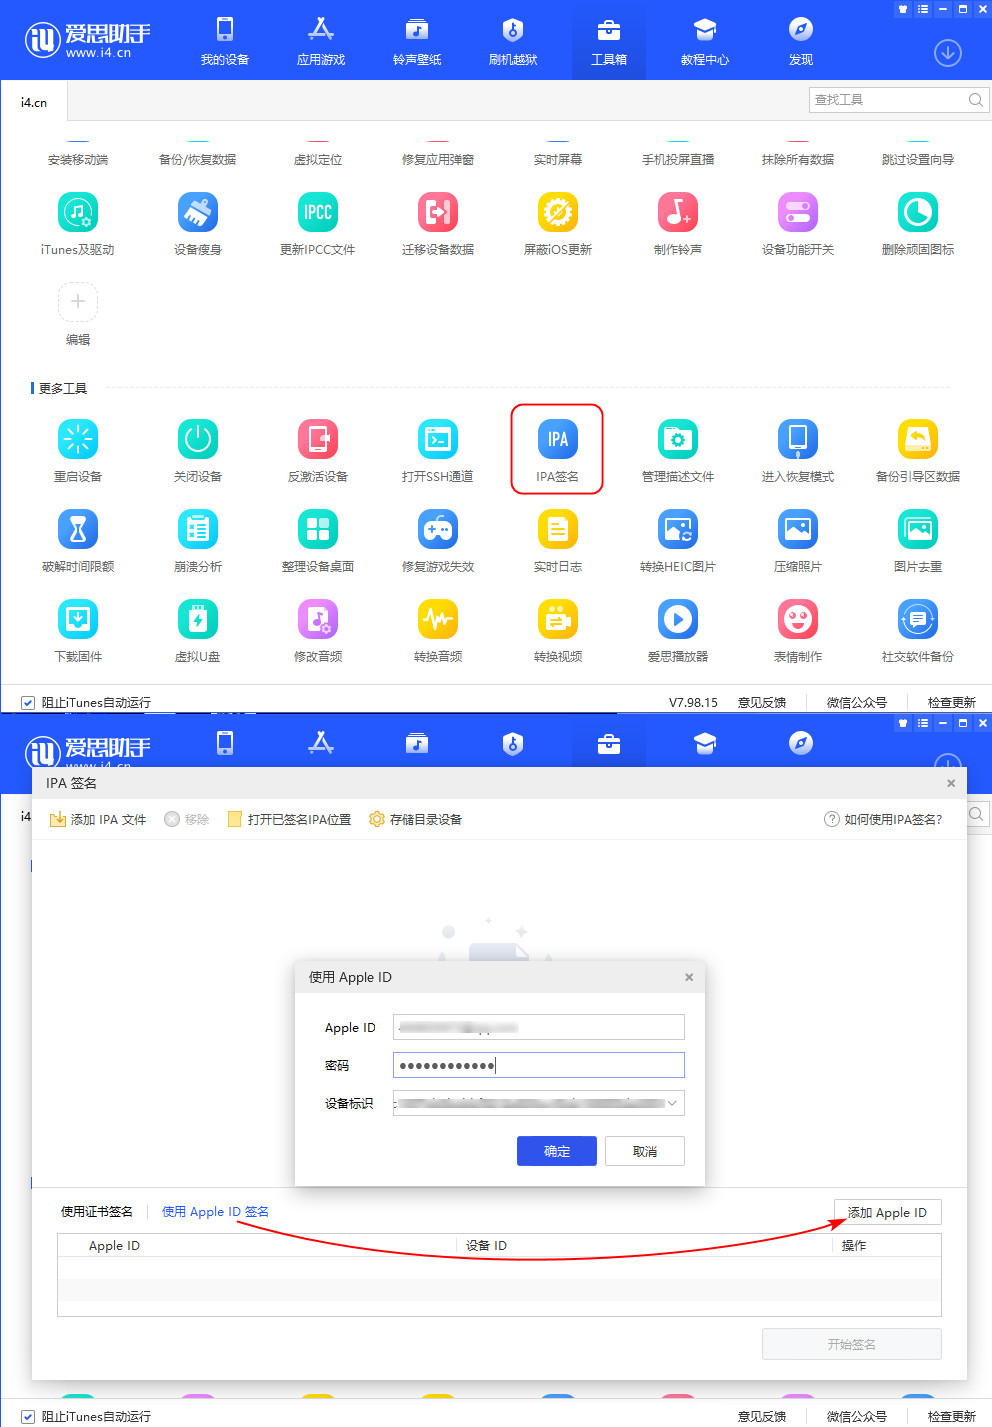 爱思助手
www.i4.cn
我的设备 应用游戏 铃声壁纸 刷机越狱 工具箱 教程中心 发现
i4.cn
查找工具
安装移动端 备份/恢复数据 虚拟定位 修复应用弹窗 实时屏幕 手机投屏直播 抹除所有数据 跳过设置向导
IPCC
iTunes及驱动 设备瘦身 更新IPCC文件 迁移设备数据 屏蔽iOS更新 制作铃声 设备功能开关 删除顽固图标
编辑
更多工具
IPA
重启设备 关闭设备 反激活设备 打开SSH通道 IPA签名 管理描述文件 进入恢复模式 备份引导区数据
破解时间限额 崩溃分析 整理设备桌面 修复游戏失效 实时日志 转换HEIC图片 压缩照片 图片去重
下载固件 虚拟U盘 修改音频 转换音频 转换视频 爱思播放器 表情制作 社交软件备份
阻止iTunes自动运行 V7.98.15 意见反馈 微信公众号 检查更新
爱思助手
www.i4.cn
IPA 签名
i4
添加 IPA 文件 移除 打开已签名IPA位置 存储目录设备 如何使用IPA签名?
使用 Apple ID
Apple ID
密码
设备标识
确定 取消
使用证书签名 使用 Apple ID 签名 添加 Apple ID
Apple ID 设备 ID 操作
开始签名
阻止iTunes自动运行 意见反馈 微信公众号 检查更新